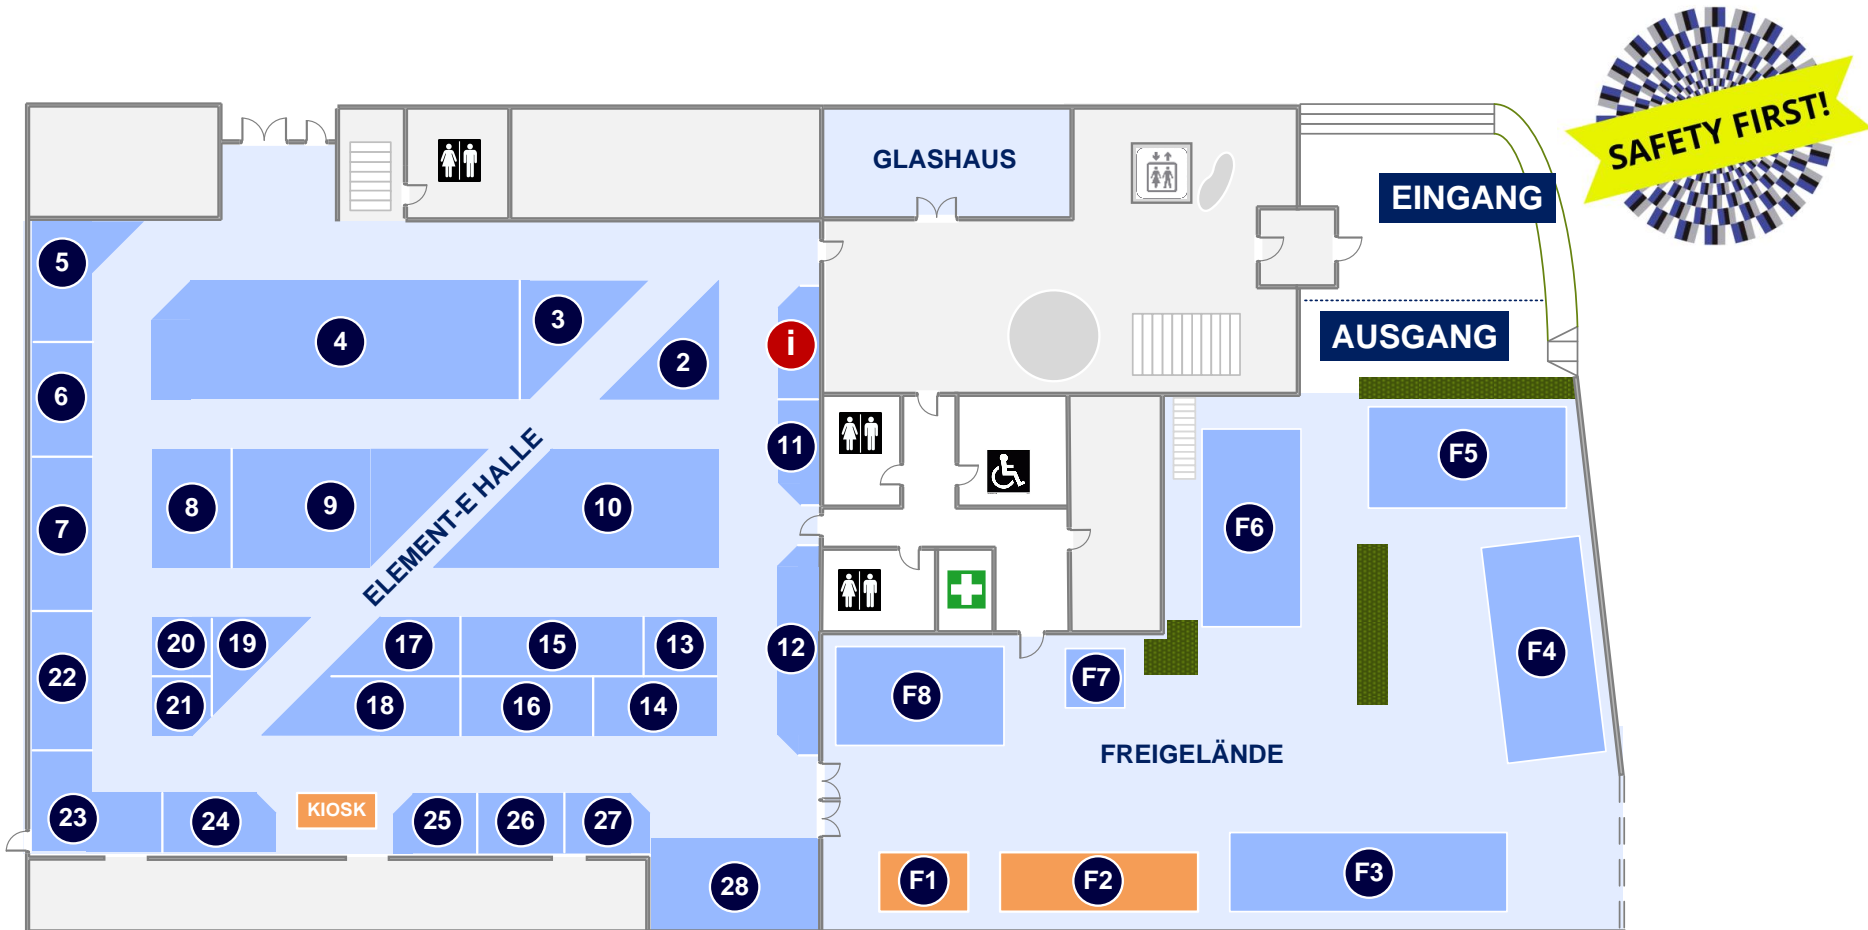 SAFETY FIRST!
GLASHAUS
EINGANG
5
3
4
i
AUSGANG
2
6
11
ELEMENT-E HALLE
F5
8
9
10
7
F6
20
19
17
15
13
12
F4
22
21
18
16
14
F8
F7
FREIGELÄNDE
KIOSK
23
24
25
26
27
28
F1
F2
F3